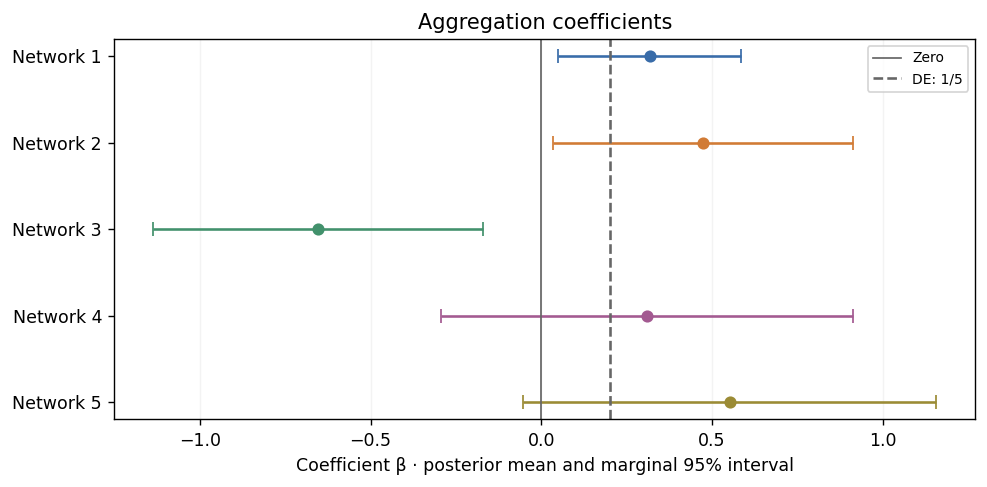 Aggregation coefficients
Network 1
Network 2
Network 3
Network 4
Network 5
Zero
DE: 1/5
−1.0
−0.5
0.0
0.5
1.0
Coefficient β · posterior mean and marginal 95% interval